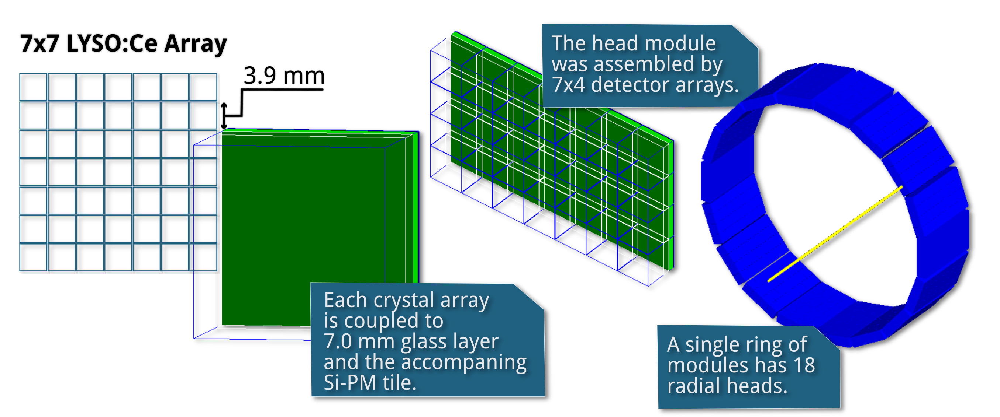 7x7 LYSO:Ce Array
3.9 mm
Each crystal array
is coupled to
7.0 mm glass layer
and the accompaning
Si-PM tile.
The head module
was assembled by
7x4 detector arrays.
A single ring of
modules has 18
radial heads.